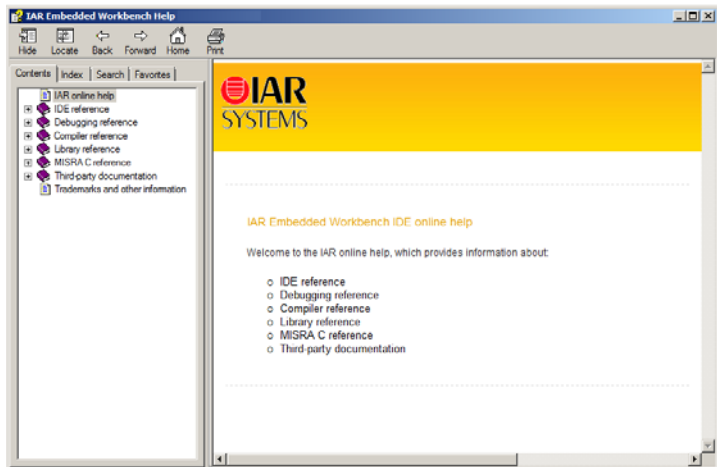 IAR Embedded Workbench Help
Hide Locate Back Forward Home Print
Contents Index Search Favorites
IAR online help
IDE reference
Debugging reference
Compiler reference
Library reference
MISRA C reference
Third-party documentation
Trademarks and other information
IAR
SYSTEMS
IAR Embedded Workbench IDE online help
Welcome to the IAR online help, which provides information about:
IDE reference
Debugging reference
Compiler reference
Library reference
MISRA C reference
Third-party documentation